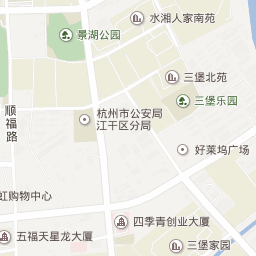 水湘人家南苑
景湖公园
三堡北苑
三堡乐园
顺福路
杭州市公安局
江干区分局
好莱坞广场
虹购物中心
四季青创业大厦
五福天星龙大厦
三堡家园